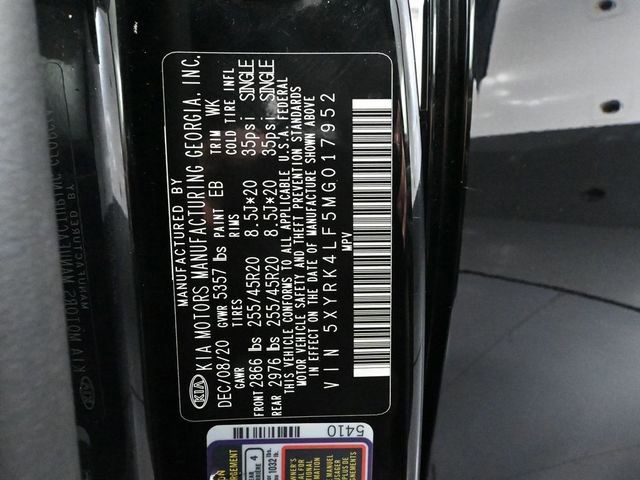 MANUFACTURED BY
KIA KIA MOTORS MANUFACTURING GEORGIA, INC.
DEC/08/20 PAINT EB TRIM WK
GVWR 5357 lbs
GAWR TIRES RIMS COLD TIRE INFL
FRONT 2866 lbs 255/45R20 8.5J*20 35psi SINGLE
REAR 2976 lbs 255/45R20 8.5J*20 35psi SINGLE
THIS VEHICLE CONFORMS TO ALL APPLICABLE U.S.A. FEDERAL
MOTOR VEHICLE SAFETY AND THEFT PREVENTION STANDARDS
IN EFFECT ON THE DATE OF MANUFACTURE SHOWN ABOVE
VIN 5XYRK4LF5MG017952
MPV
5410